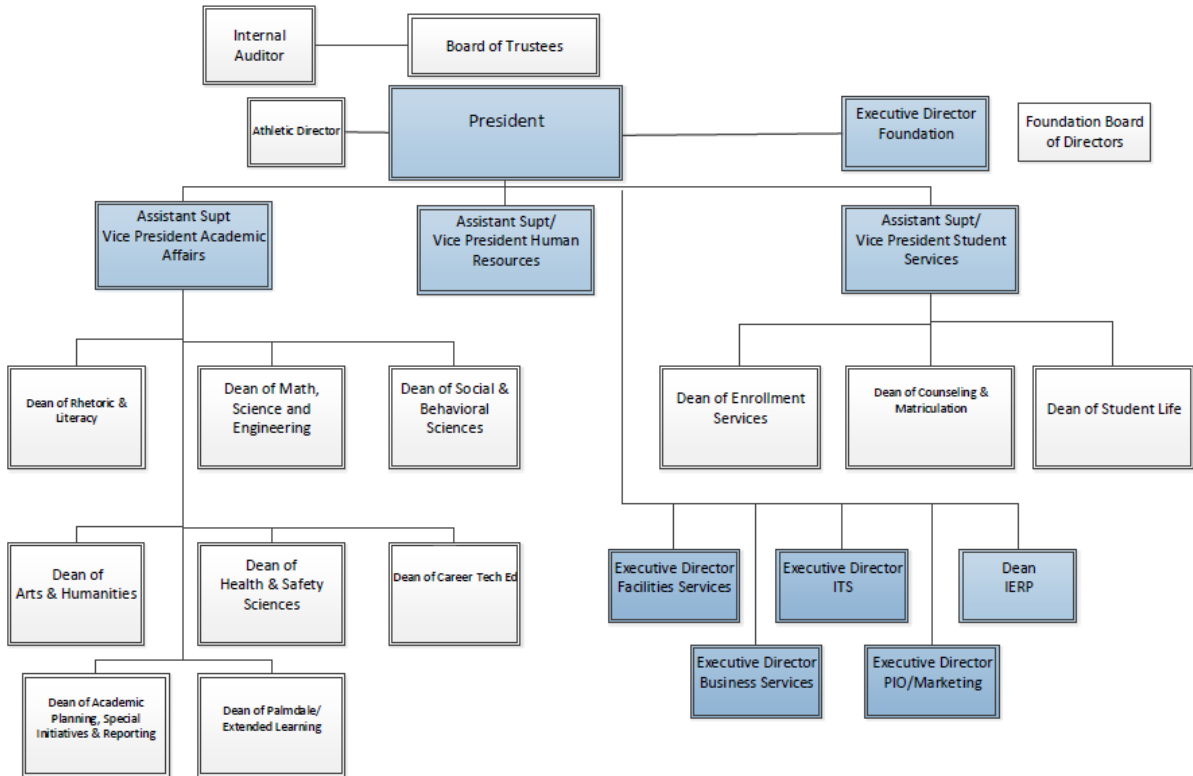 Internal
Auditor
Board of Trustees
Athletic Director
President
Executive Director
Foundation
Foundation Board
of Directors
Assistant Supt
Vice President Academic
Affairs
Assistant Supt/
Vice President Human
Resources
Assistant Supt/
Vice President Student
Services
Dean of Rhetoric &
Literacy
Dean of Math,
Science and
Engineering
Dean of Social &
Behavioral
Sciences
Dean of Enrollment
Services
Dean of Counseling &
Matriculation
Dean of Student Life
Dean of
Arts & Humanities
Dean of
Health & Safety
Sciences
Dean of Career Tech Ed
Executive Director
Facilities Services
Executive Director
ITS
Dean
IERP
Executive Director
Business Services
Executive Director
PIO/Marketing
Dean of Academic
Planning, Special
Initiatives & Reporting
Dean of Palmdale/
Extended Learning